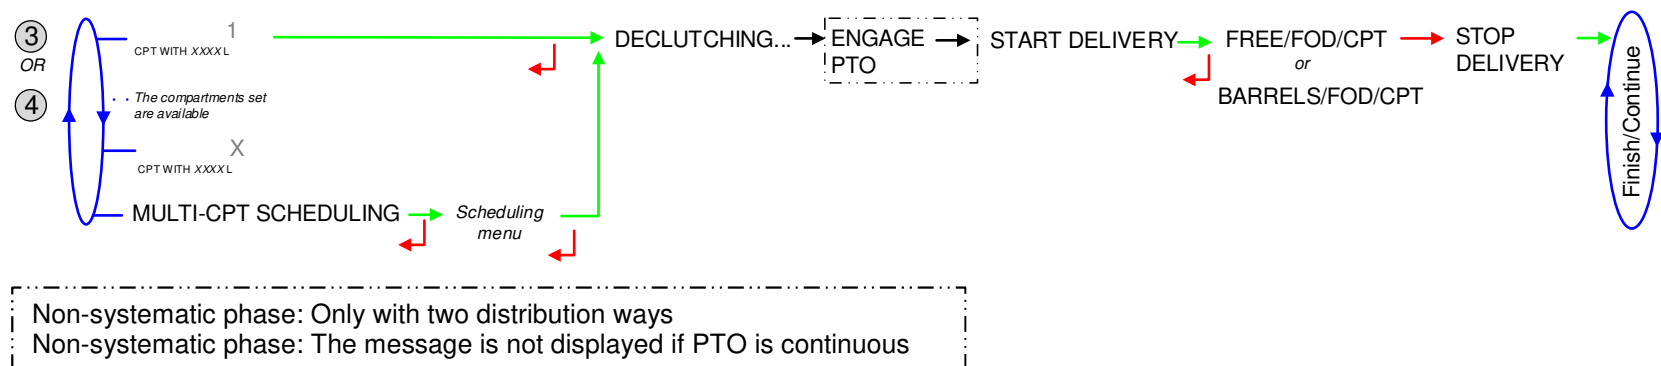 3
OR
4
1
CPT WITH XXXX L
The compartments set
are available
X
CPT WITH XXXX L
MULTI-CPT SCHEDULING
Scheduling
menu
DECLUTCHING...
ENGAGE
PTO
START DELIVERY
FREE/FOD/CPT
or
BARRELS/FOD/CPT
STOP
DELIVERY
Finish/Continue
Non-systematic phase: Only with two distribution ways
Non-systematic phase: The message is not displayed if PTO is continuous